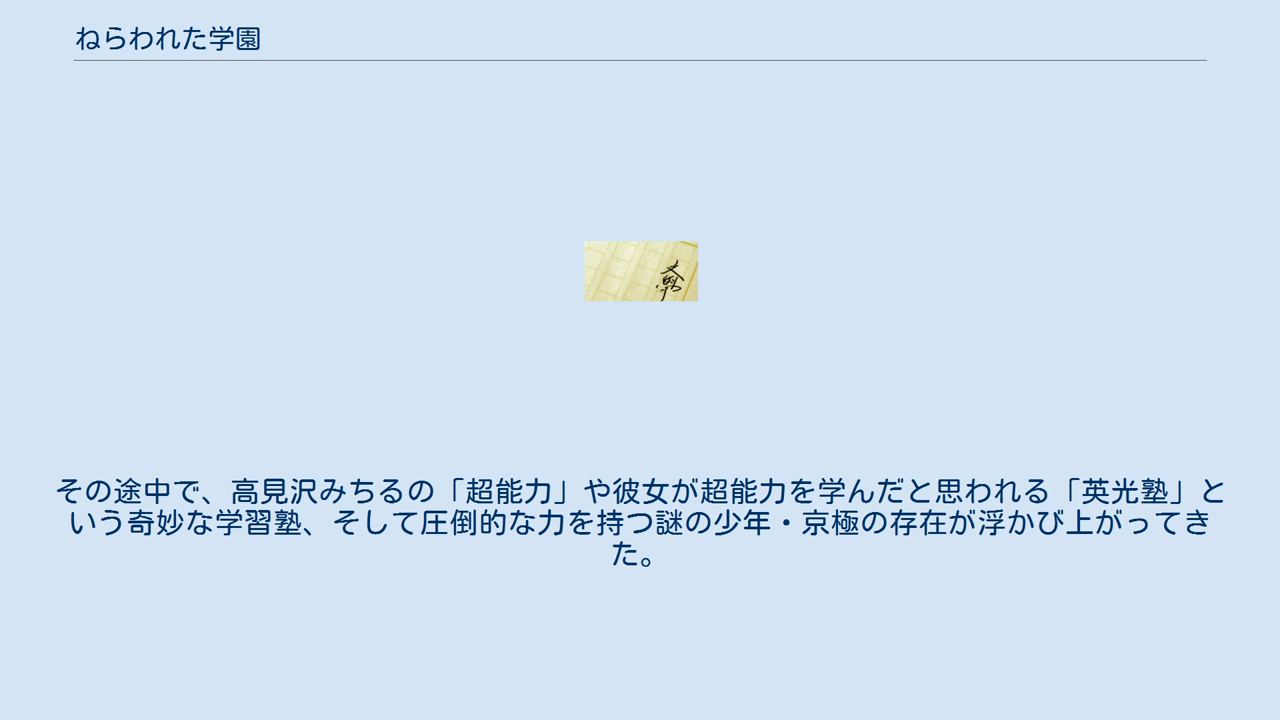 ねらわれた学園
その途中で、高見沢みちるの「超能力」や彼女が超能力を学んだと思われる「英光塾」と
いう奇妙な学習塾、そして圧倒的な力を持つ謎の少年・京極の存在が浮かび上がってき
た。